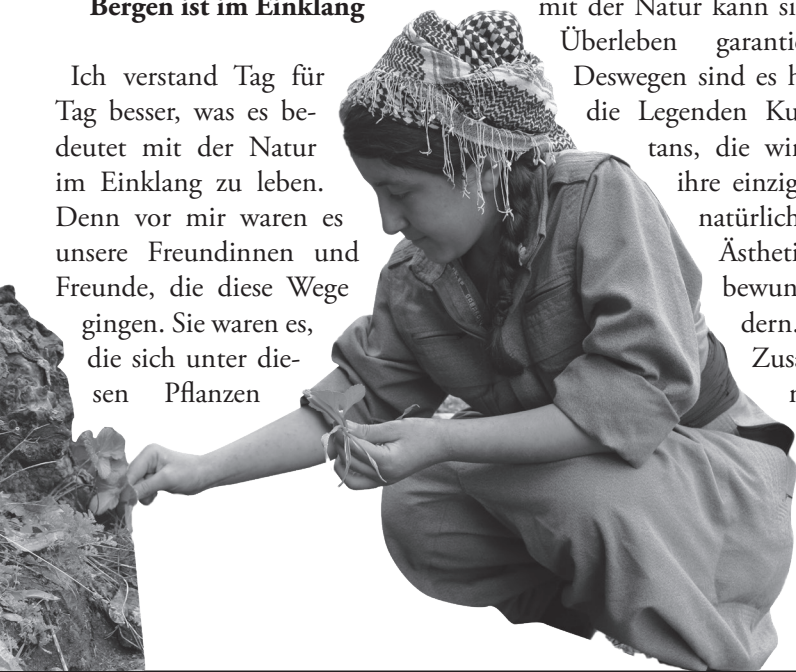 Bergen ist im Einklang
Ich verstand Tag für
Tag besser, was es be-
deutet mit der Natur
im Einklang zu leben.
Denn vor mir waren es
unsere Freundinnen und
Freunde, die diese Wege
gingen. Sie waren es,
die sich unter die-
sen Pflanzen
mit der Natur kann si
Überleben garanti
Deswegen sind es h
die Legenden Ku
tans, die wi
ihre einzig
natürlich
Ästheti
bewun
dern.
Zus